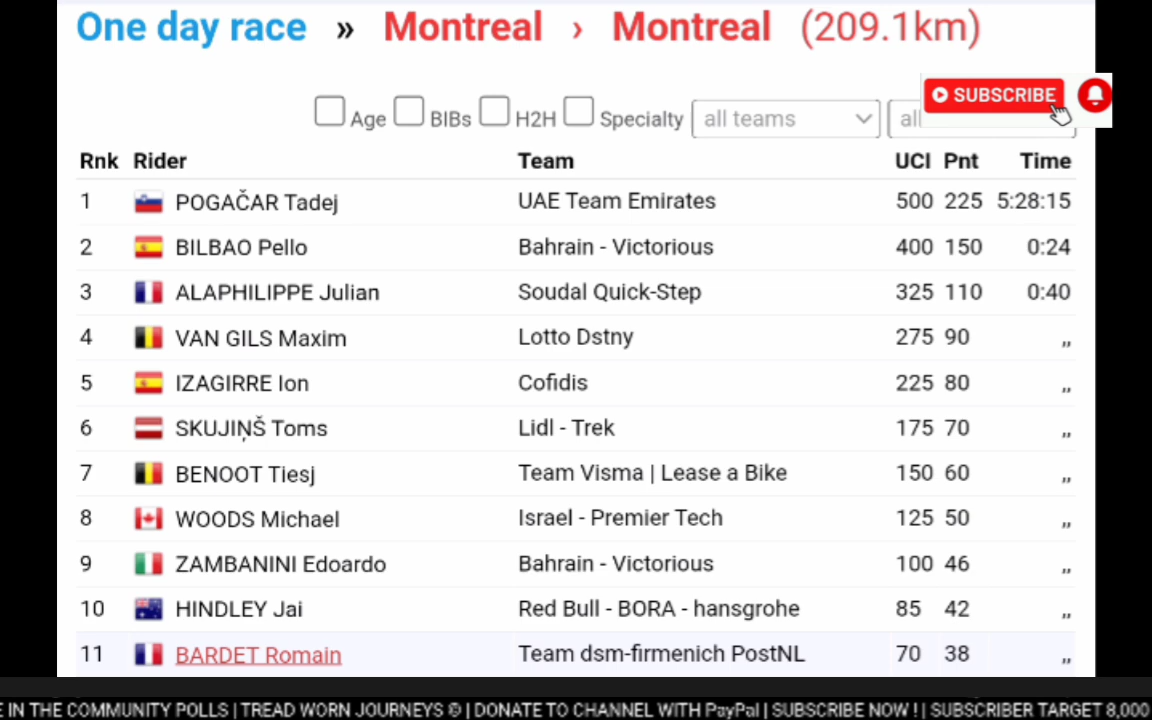 One day race » Montreal › Montreal (209.1km)
SUBSCRIBE
Age BIBs H2H Specialty all teams all
Rnk Rider Team UCI Pnt Time
1 POGAČAR Tadej UAE Team Emirates 500 225 5:28:15
2 BILBAO Pello Bahrain - Victorious 400 150 0:24
3 ALAPHILIPPE Julian Soudal Quick-Step 325 110 0:40
4 VAN GILS Maxim Lotto Dstny 275 90 ,,
5 IZAGIRRE Ion Cofidis 225 80 ,,
6 SKUJIŅŠ Toms Lidl - Trek 175 70 ,,
7 BENOOT Tiesj Team Visma | Lease a Bike 150 60 ,,
8 WOODS Michael Israel - Premier Tech 125 50 ,,
9 ZAMBANINI Edoardo Bahrain - Victorious 100 46 ,,
10 HINDLEY Jai Red Bull - BORA - hansgrohe 85 42 ,,
11 BARDET Romain Team dsm-firmenich PostNL 70 38 ,,
E IN THE COMMUNITY POLLS | TREAD WORN JOURNEYS © | DONATE TO CHANNEL WITH PayPal | SUBSCRIBE NOW ! | SUBSCRIBER TARGET 8,000